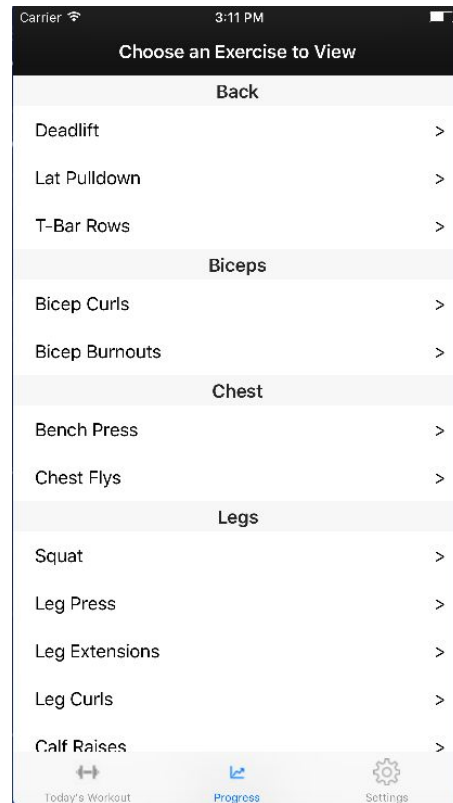 Carrier 3:11 PM
Choose an Exercise to View
Back
Deadlift >
Lat Pulldown >
T-Bar Rows >
Biceps
Bicep Curls >
Bicep Burnouts >
Chest
Bench Press >
Chest Flys >
Legs
Squat >
Leg Press >
Leg Extensions >
Leg Curls >
Calf Raises >
Today's Workout Progress Settings